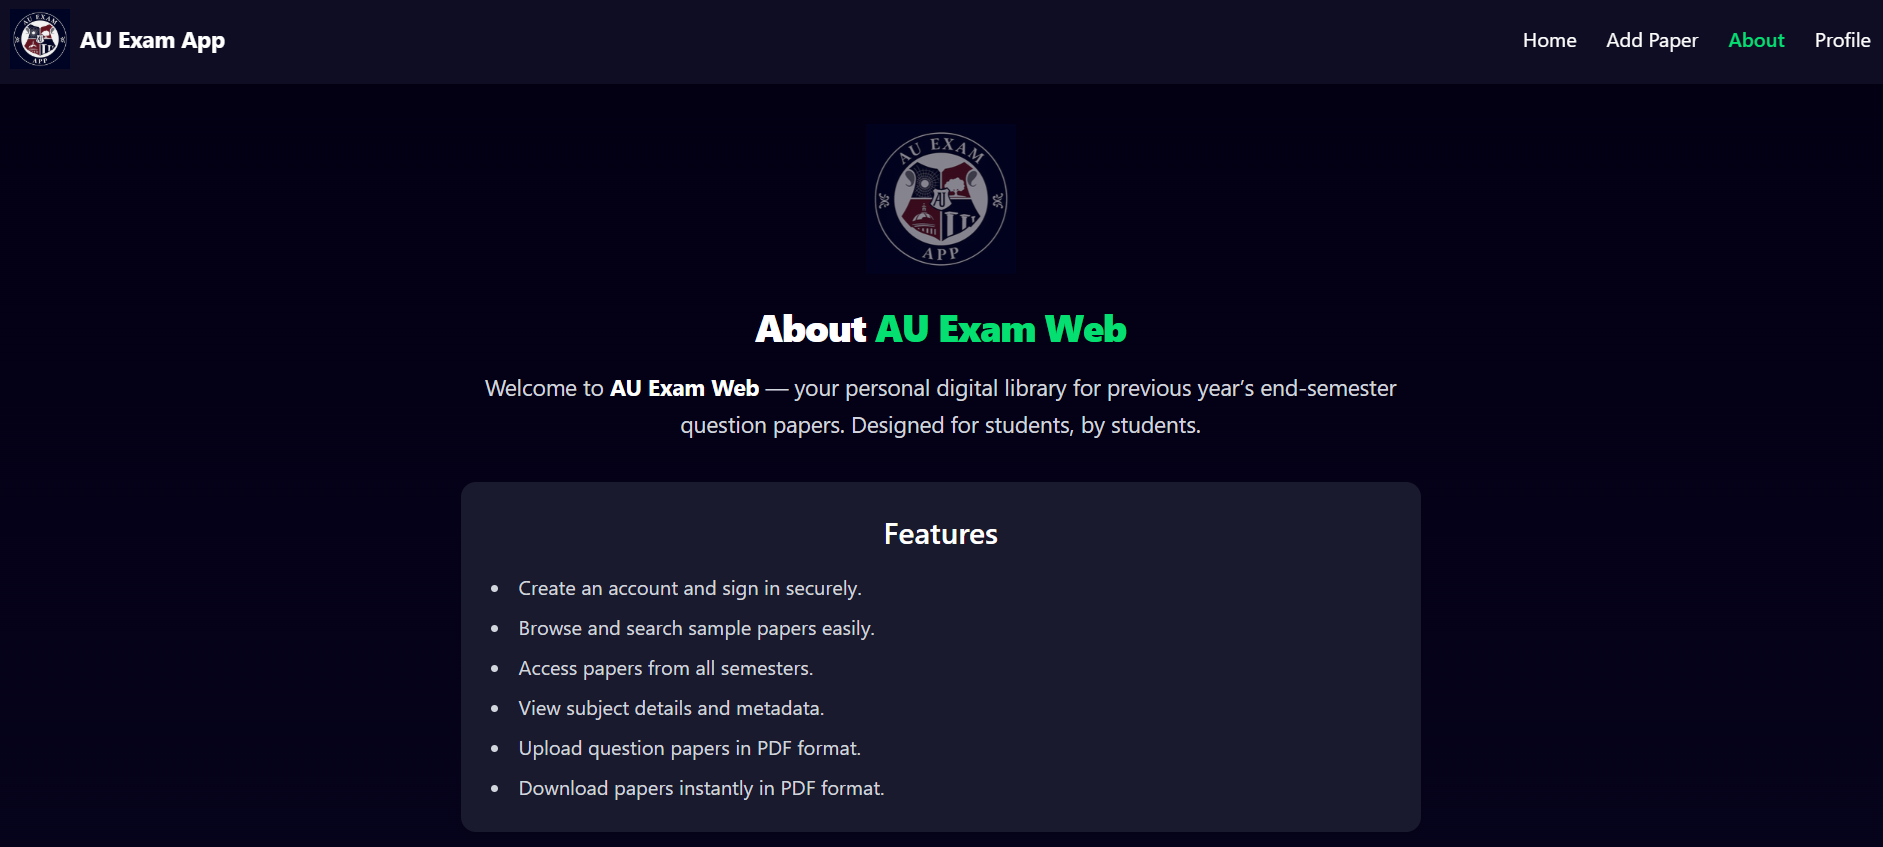 AU EXAM
APP
AU Exam App
Home Add Paper About Profile
AU EXAM
AU
APP
About AU Exam Web
Welcome to AU Exam Web — your personal digital library for previous year’s end-semester
question papers. Designed for students, by students.
Features
• Create an account and sign in securely.
• Browse and search sample papers easily.
• Access papers from all semesters.
• View subject details and metadata.
• Upload question papers in PDF format.
• Download papers instantly in PDF format.